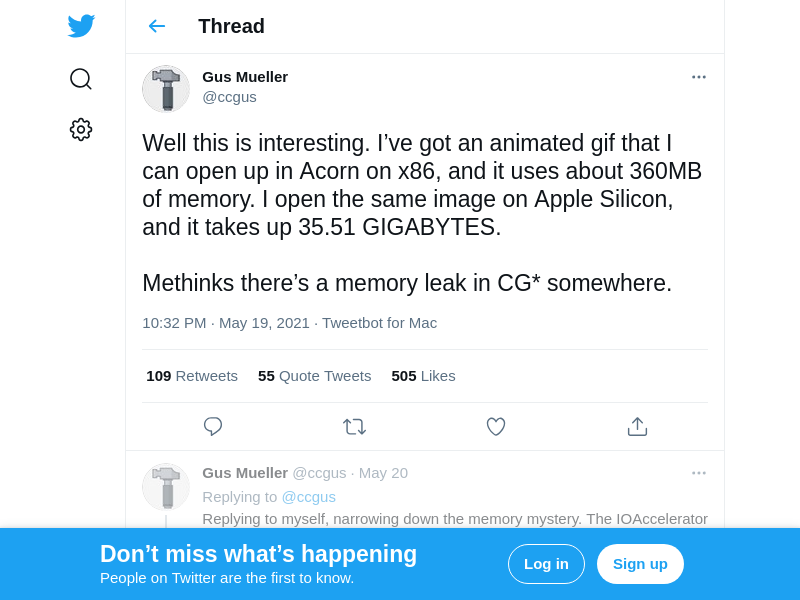 Thread
Gus Mueller
@ccgus
Well this is interesting. I’ve got an animated gif that I
can open up in Acorn on x86, and it uses about 360MB
of memory. I open the same image on Apple Silicon,
and it takes up 35.51 GIGABYTES.
Methinks there’s a memory leak in CG* somewhere.
10:32 PM · May 19, 2021 · Tweetbot for Mac
109 Retweets 55 Quote Tweets 505 Likes
Gus Mueller @ccgus · May 20
Replying to @ccgus
Replying to myself, narrowing down the memory mystery. The IOAccelerator
Don’t miss what’s happening
People on Twitter are the first to know.
Log in
Sign up